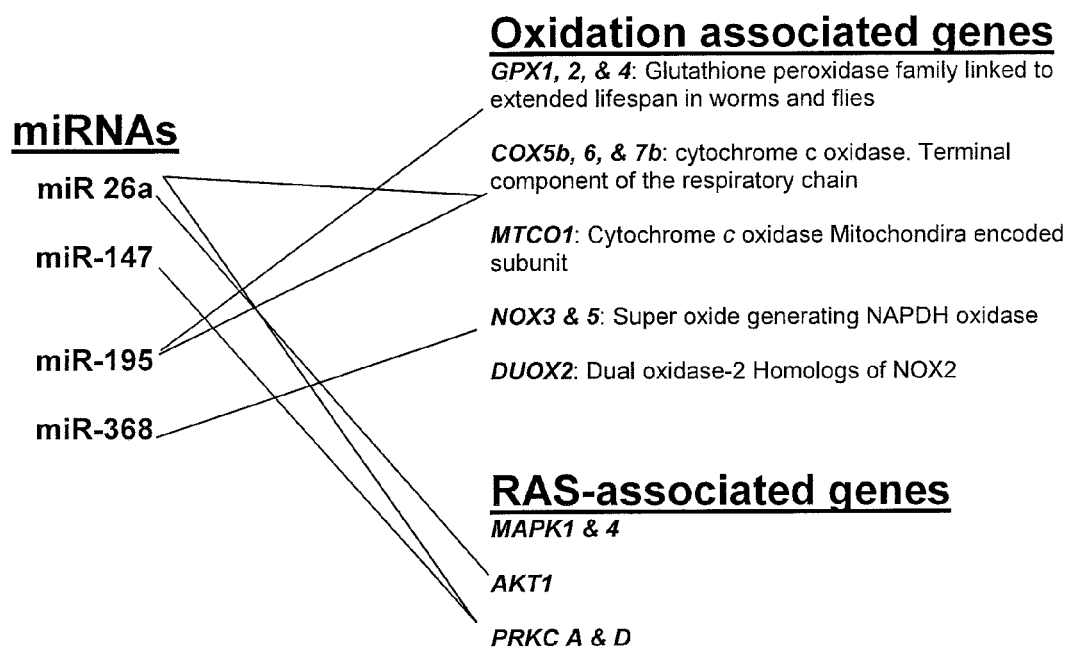 miRNAs
miR 26a
miR-147
miR-195
miR-368
Oxidation associated genes
GPX1, 2, & 4: Glutathione peroxidase family linked to
extended lifespan in worms and flies
COX5b, 6, & 7b: cytochrome c oxidase. Terminal
component of the respiratory chain
MTCO1: Cytochrome c oxidase Mitochondira encoded
subunit
NOX3 & 5: Super oxide generating NAPDH oxidase
DUOX2: Dual oxidase-2 Homologs of NOX2
RAS-associated genes
MAPK1 & 4
AKT1
PRKC A & D